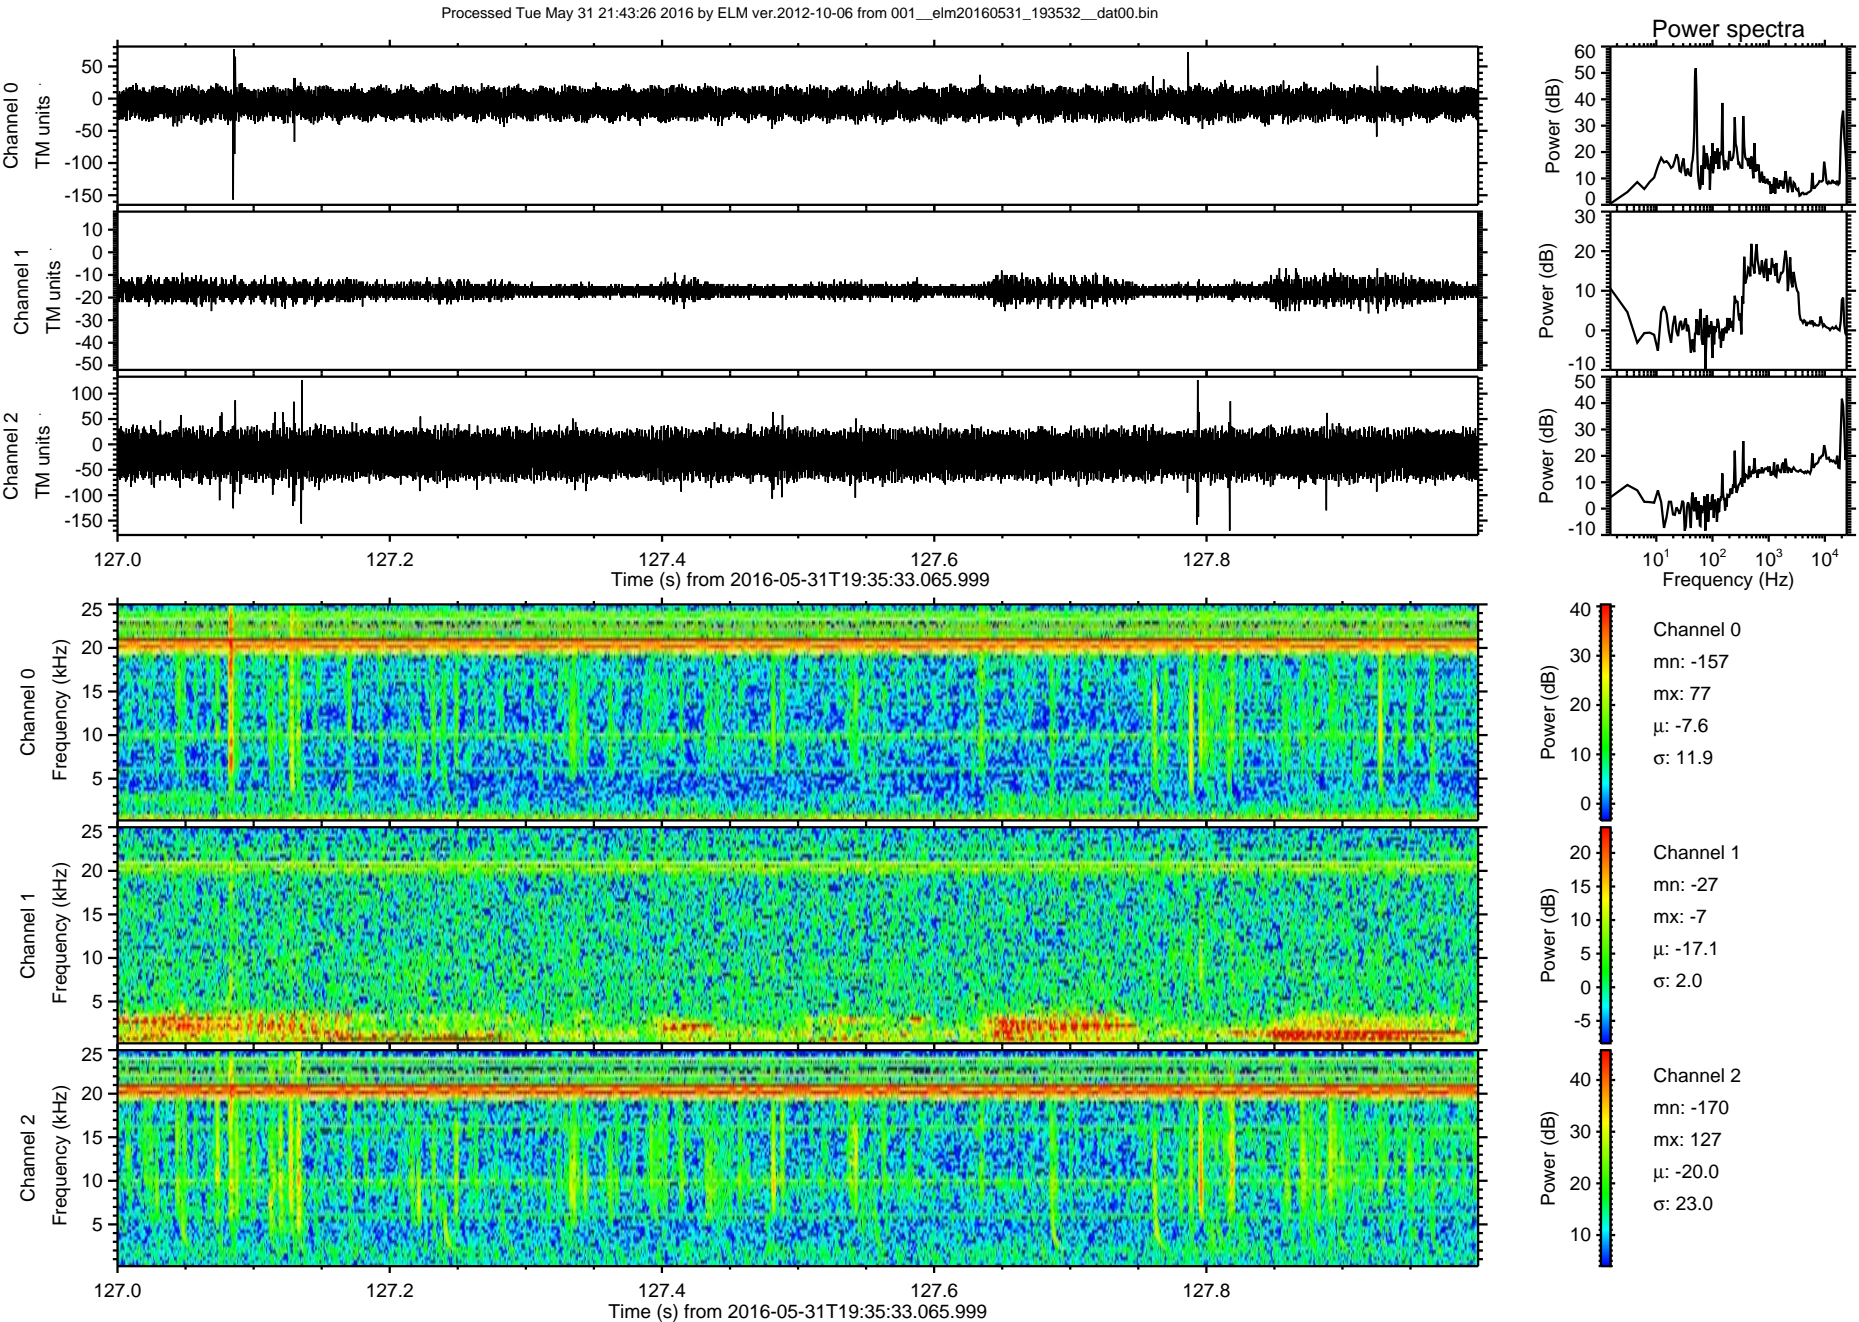 Processed Tue May 31 21:43:26 2016 by ELM ver.2012-10-06 from 001__elm20160531_193532__dat00.bin
Power spectra
Channel 0
TM units
50
0
-50
-100
-150
Power (dB)
60
50
40
30
20
10
0
Channel 1
TM units
10
0
-10
-20
-30
-40
-50
Power (dB)
30
20
10
0
-10
Channel 2
TM units
100
50
0
-50
-100
-150
Power (dB)
50
40
30
20
10
0
-10
127.0 127.2 127.4 127.6 127.8
Time (s) from 2016-05-31T19:35:33.065.999
10¹ 10² 10³ 10⁴
Frequency (Hz)
Channel 0
Frequency (kHz)
25
20
15
10
5
Power (dB)
40
30
20
10
0
Channel 0
mn: -157
mx: 77
μ: -7.6
σ: 11.9
Channel 1
Frequency (kHz)
25
20
15
10
5
Power (dB)
20
15
10
5
0
-5
Channel 1
mn: -27
mx: -7
μ: -17.1
σ: 2.0
Channel 2
Frequency (kHz)
25
20
15
10
5
Power (dB)
40
30
20
10
Channel 2
mn: -170
mx: 127
μ: -20.0
σ: 23.0
127.0 127.2 127.4 127.6 127.8
Time (s) from 2016-05-31T19:35:33.065.999